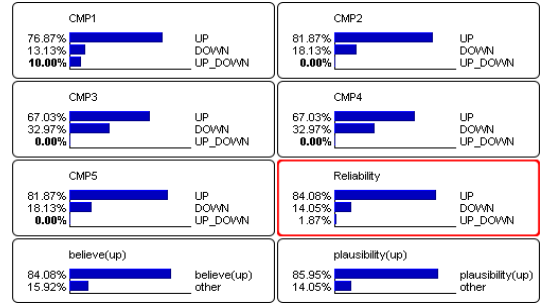 CMP1
76.87% UP
13.13% DOWN
10.00% UP_DOWN
CMP2
81.87% UP
18.13% DOWN
0.00% UP_DOWN
CMP3
67.03% UP
32.97% DOWN
0.00% UP_DOWN
CMP4
67.03% UP
32.97% DOWN
0.00% UP_DOWN
CMP5
81.87% UP
18.13% DOWN
0.00% UP_DOWN
Reliability
84.08% UP
14.05% DOWN
1.87% UP_DOWN
believe(up)
84.08% believe(up)
15.92% other
plausibility(up)
85.95% plausibility(up)
14.05% other